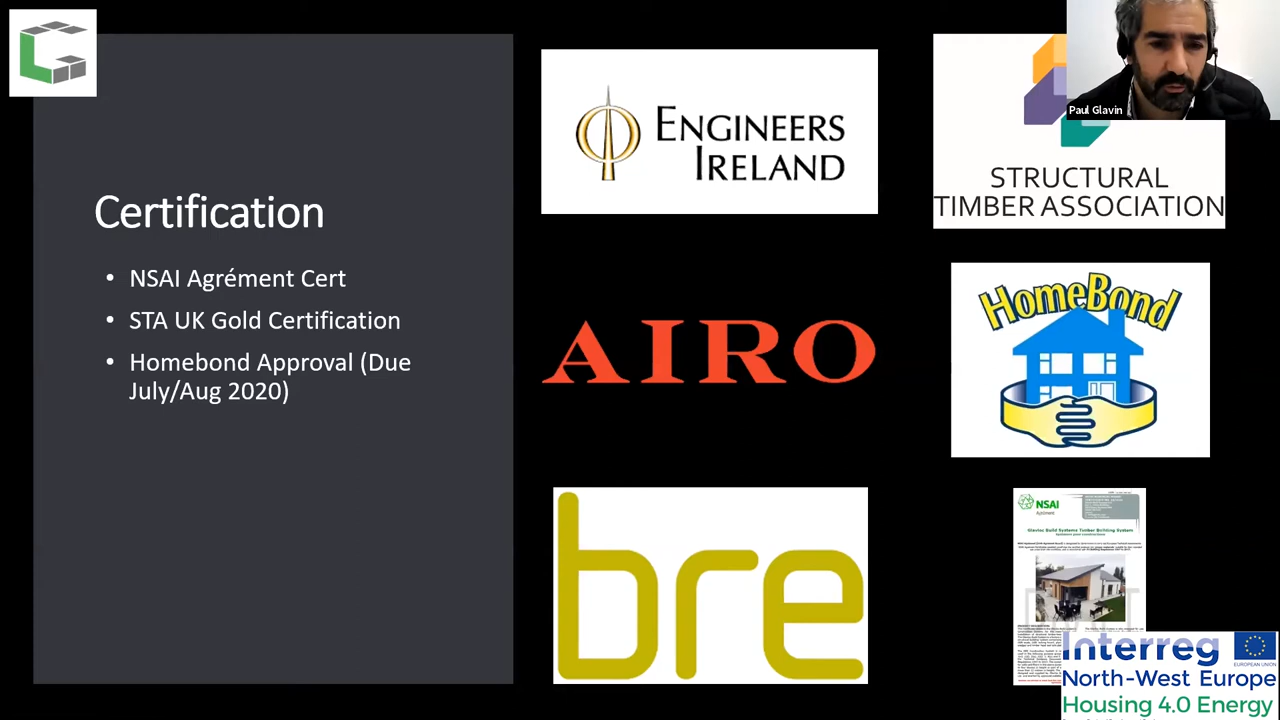 Certification
• NSAI Agrément Cert
• STA UK Gold Certification
• Homebond Approval (Due
July/Aug 2020)
ENGINEERS
IRELAND
STRUCTURAL
TIMBER ASSOCIATION
Paul Glavin
AIRO
HomeBond
bre
NSAI
Agrément
Interreg
EUROPEAN UNION
North-West Europe
Housing 4.0 Energy